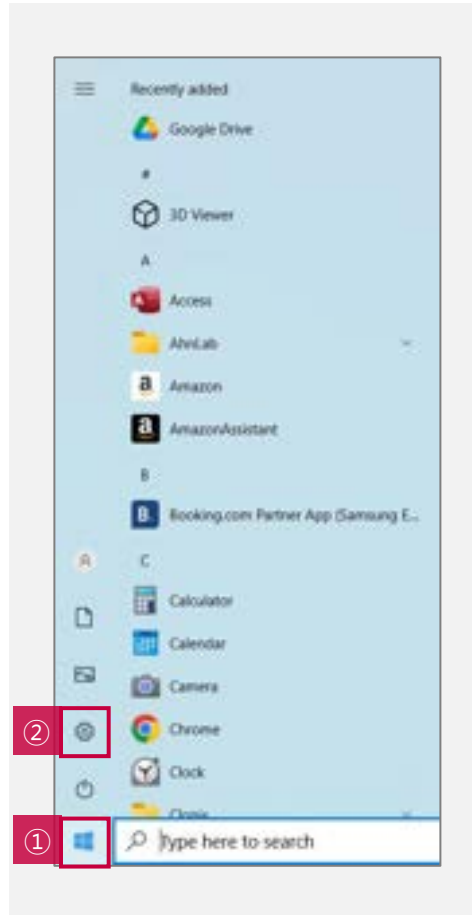 Recently added
Google Drive
#
3D Viewer
A
Access
AhnLab
Amazon
AmazonAssistant
B
Booking.com Partner App (Samsung E...
C
Calculator
Calendar
Camera
② Chrome
Clock
① Type here to search